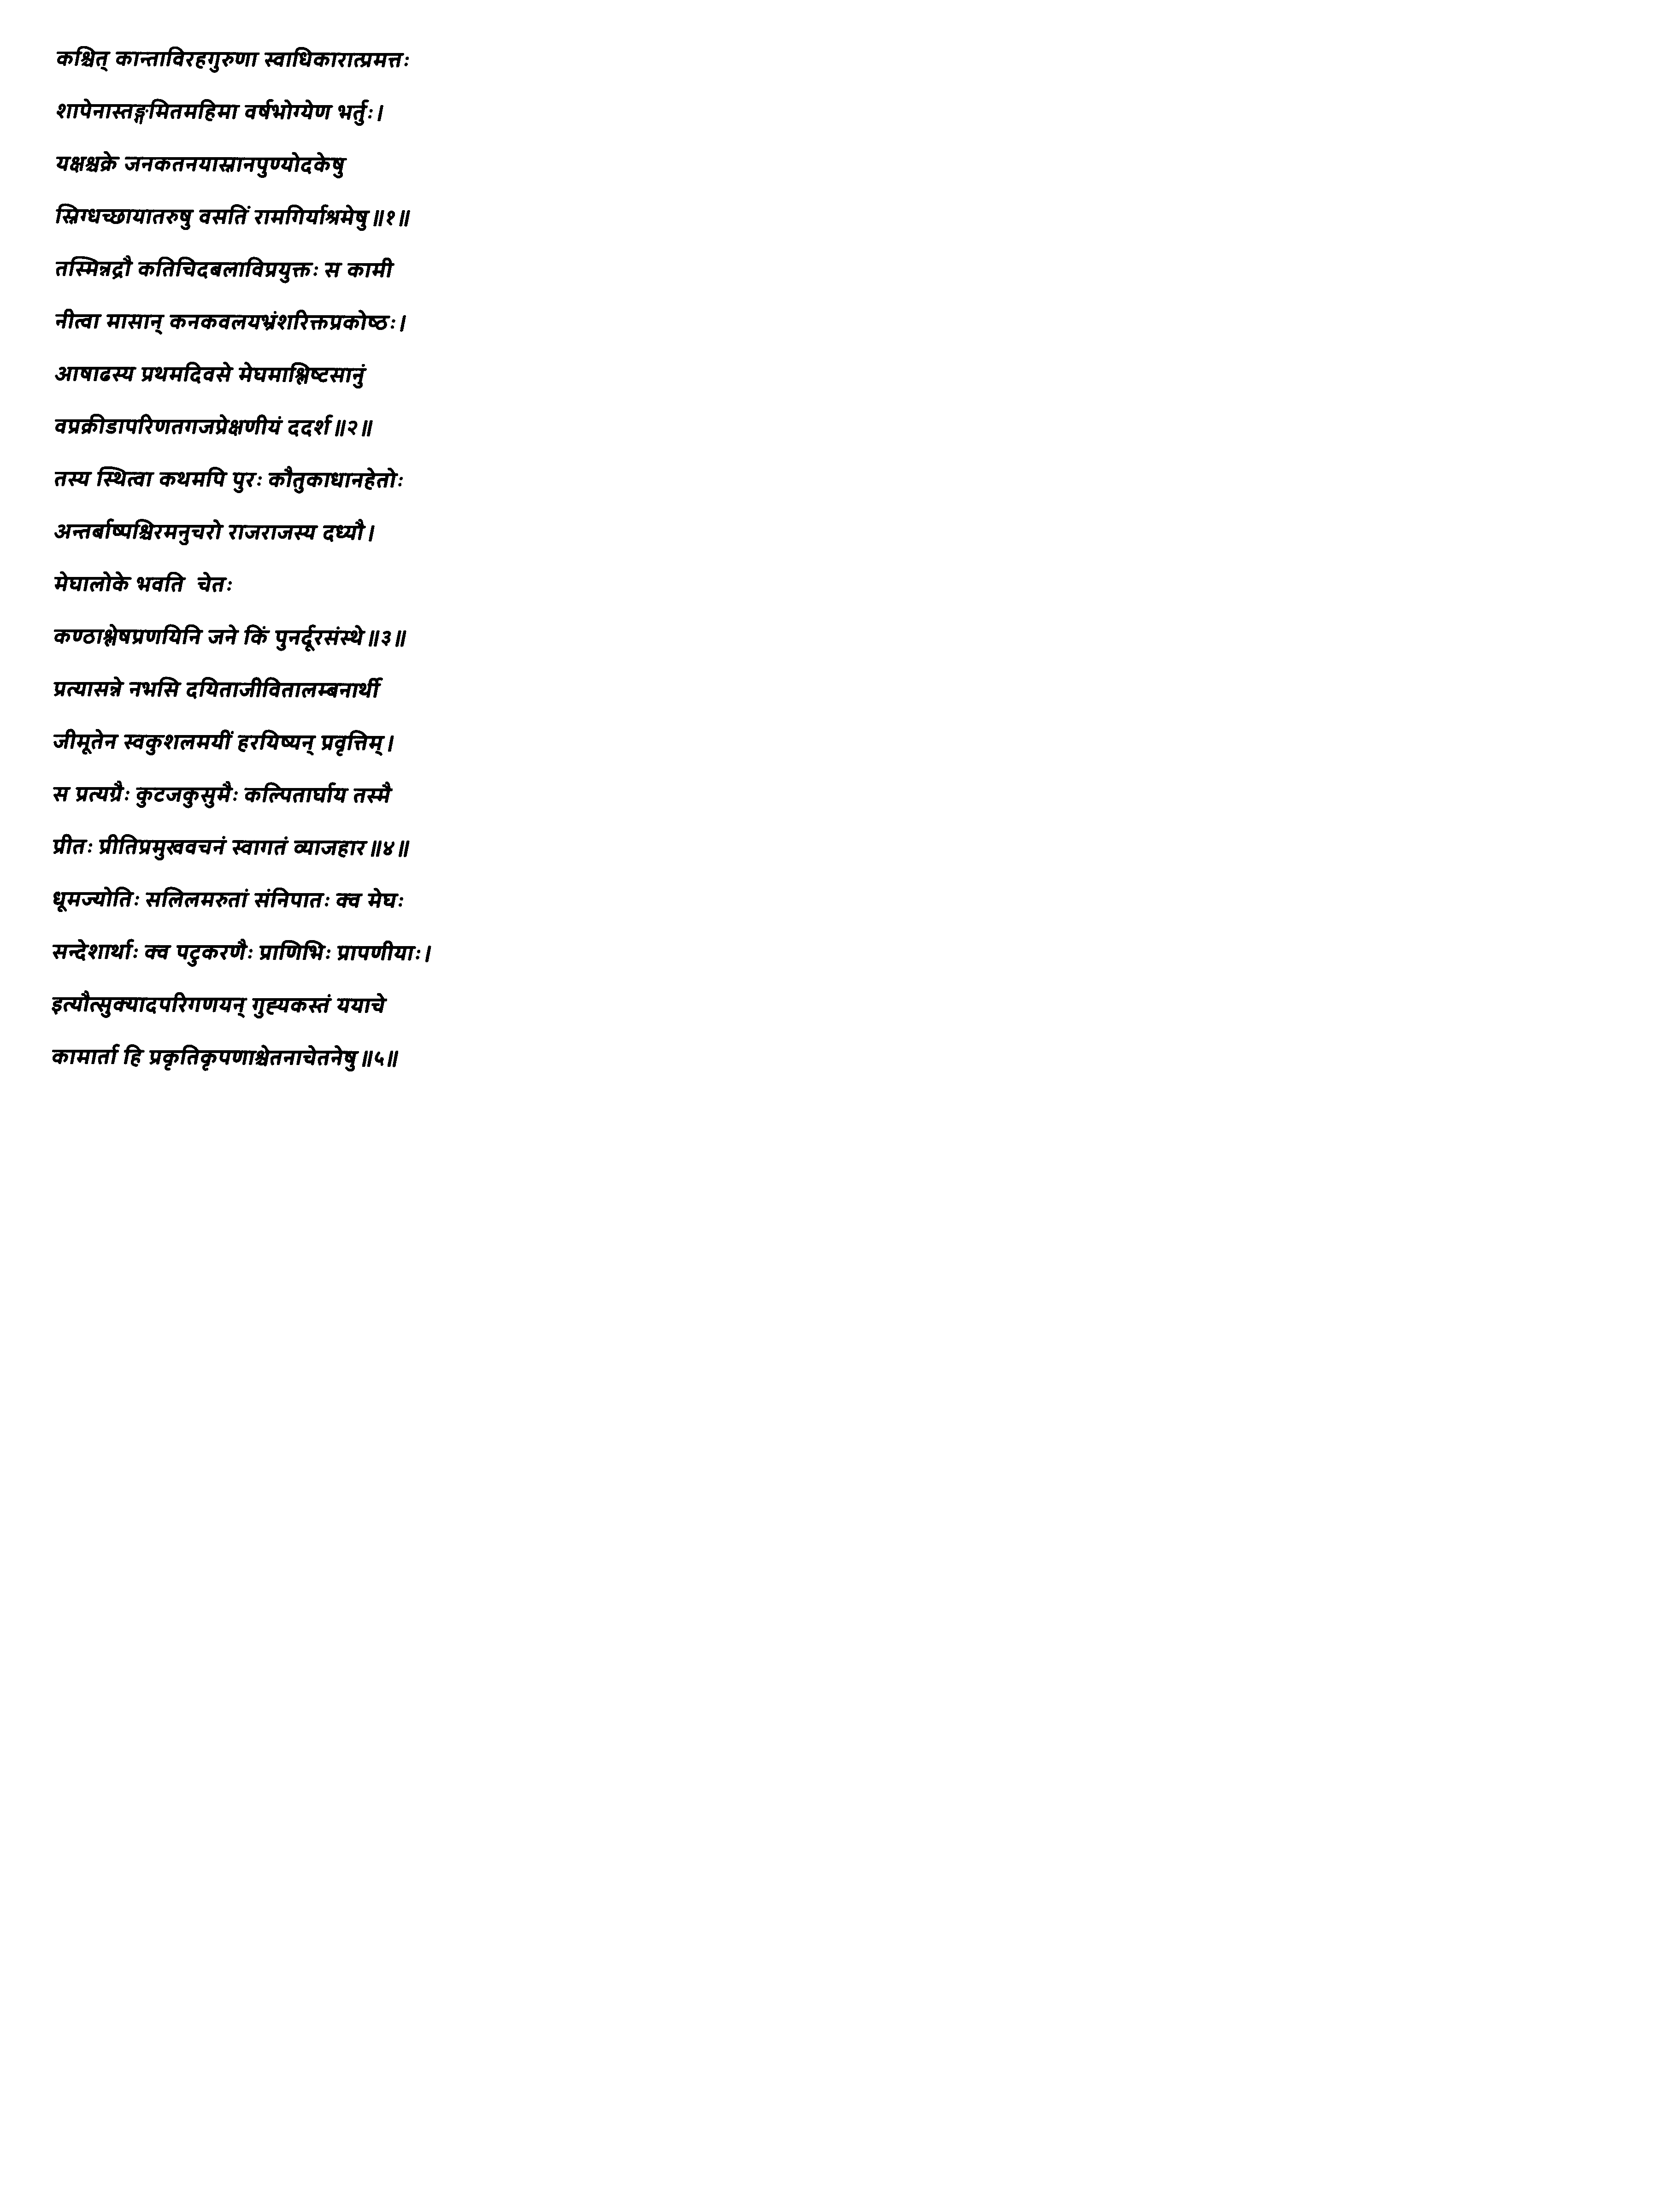 कश्चित् कान्ताविरहगुरुणा स्वाधिकारात्प्रमत्तः
शापेनास्तङ्गमितमहिमा वर्षभोग्येण भर्तुः।
यक्षश्चक्रे जनकतनयास्नानपुण्योदकेषु
स्निग्धच्छायातरुषु वसतिं रामगिर्याश्रमेषु॥१॥
तस्मिन्नद्रौ कतिचिदबलाविप्रयुक्तः स कामी
नीत्वा मासान् कनकवलयभ्रंशरिक्तप्रकोष्ठः।
आषाढस्य प्रथमदिवसे मेघमाश्लिष्टसानुं
वप्रक्रीडापरिणतगजप्रेक्षणीयं ददर्श॥२॥
तस्य स्थित्वा कथमपि पुरः कौतुकाधानहेतोः
अन्तर्बाष्पश्चिरमनुचरो राजराजस्य दध्यौ।
मेघालोके भवति चेतः
कण्ठाश्लेषप्रणयिनि जने किं पुनर्दूरसंस्थे॥३॥
प्रत्यासन्ने नभसि दयिताजीवितालम्बनार्थी
जीमूतेन स्वकुशलमयीं हरयिष्यन् प्रवृत्तिम्।
स प्रत्यग्रैः कुटजकुसुमैः कल्पितार्घाय तस्मै
प्रीतः प्रीतिप्रमुखवचनं स्वागतं व्याजहार॥४॥
धूमज्योतिः सलिलमरुतां संनिपातः क्व मेघः
सन्देशार्थाः क्व पटुकरणैः प्राणिभिः प्रापणीयाः।
इत्यौत्सुक्यादपरिगणयन् गुह्यकस्तं ययाचे
कामार्ता हि प्रकृतिकृपणाश्चेतनाचेतनेषु॥५॥